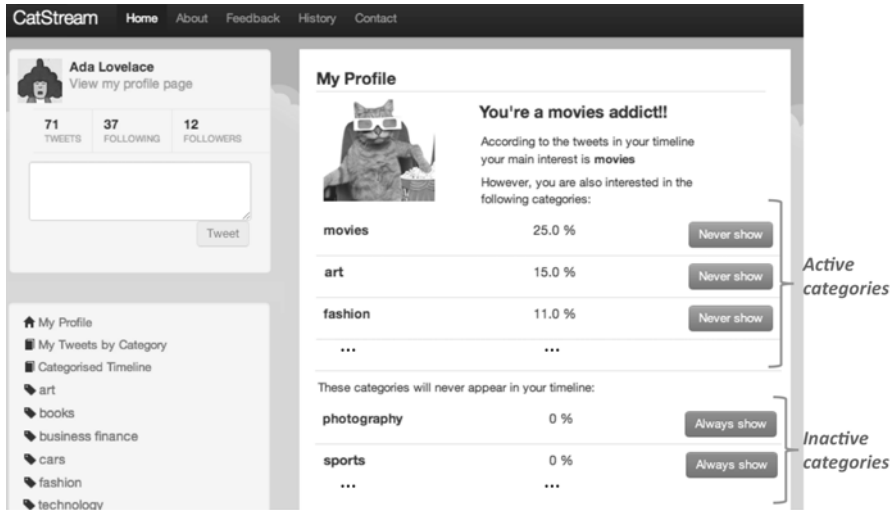 CatStream Home About Feedback History Contact
Ada Lovelace
View my profile page
71 37 12
TWEETS FOLLOWING FOLLOWERS
Tweet
My Profile
My Tweets by Category
Categorised Timeline
art
books
business finance
cars
fashion
technology
My Profile
You're a movies addict!!
According to the tweets in your timeline
your main interest is movies
However, you are also interested in the
following categories:
movies 25.0 % Never show
art 15.0 % Never show
fashion 11.0 % Never show
... ...
These categories will never appear in your timeline:
photography 0 % Always show
sports 0 % Always show
... ...
Active
categories
Inactive
categories